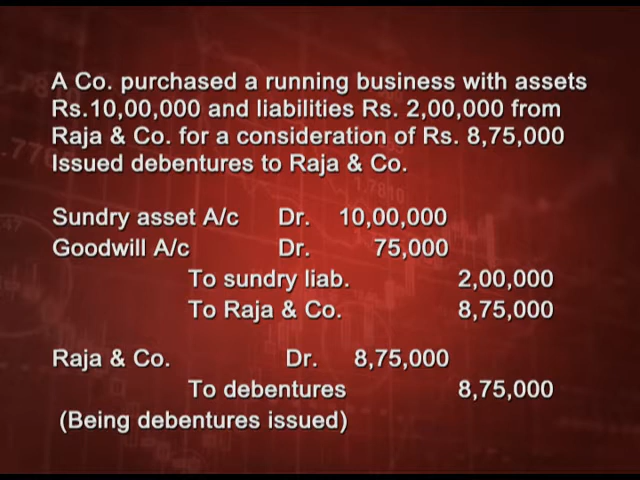 A Co. purchased a running business with assets
Rs.10,00,000 and liabilities Rs. 2,00,000 from
Raja & Co. for a consideration of Rs. 8,75,000
Issued debentures to Raja & Co.
Sundry asset A/c Dr. 10,00,000
Goodwill A/c Dr. 75,000
To sundry liab. 2,00,000
To Raja & Co. 8,75,000
Raja & Co. Dr. 8,75,000
To debentures 8,75,000
(Being debentures issued)